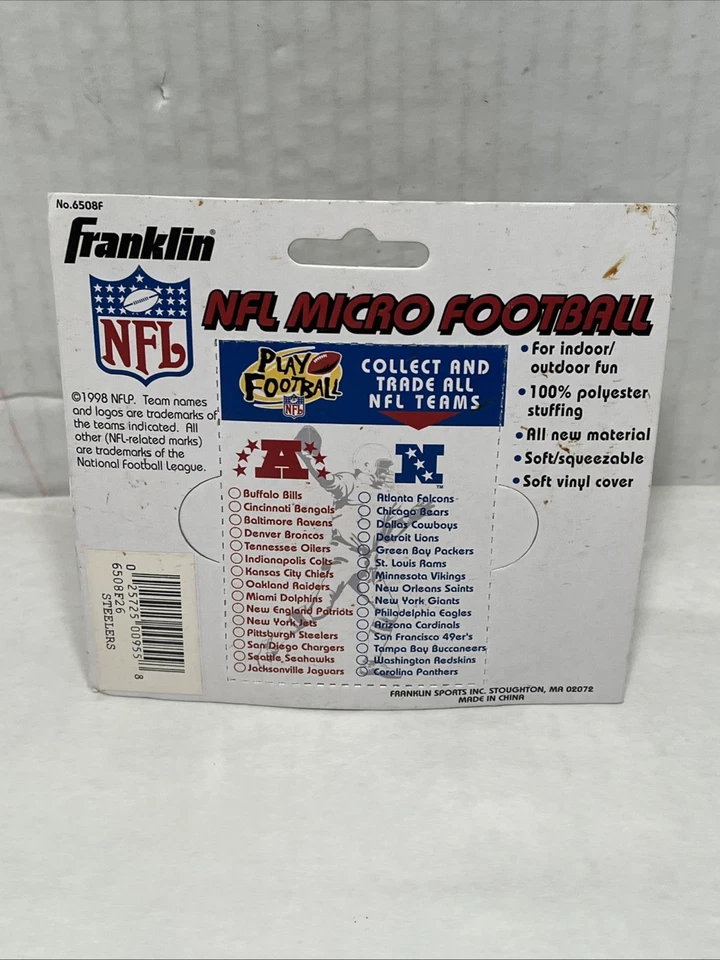 No.6508F
Franklin®
NFL
NFL MICRO FOOTBALL
©1998 NFLP. Team names
and logos are trademarks of
the teams indicated. All
other (NFL-related marks)
are trademarks of the
National Football League.
PLAY
FOOTBALL
NFL
COLLECT AND
TRADE ALL
NFL TEAMS
• For indoor/
outdoor fun
• 100% polyester
stuffing
• All new material
• Soft/squeezable
• Soft vinyl cover
A
Buffalo Bills
Cincinnati Bengals
Baltimore Ravens
Denver Broncos
Tennessee Oilers
Indianapolis Colts
Kansas City Chiefs
Oakland Raiders
Miami Dolphins
New England Patriots
New York Jets
Pittsburgh Steelers
San Diego Chargers
Seattle Seahawks
Jacksonville Jaguars
N™
Atlanta Falcons
Chicago Bears
Dallas Cowboys
Detroit Lions
Green Bay Packers
St. Louis Rams
Minnesota Vikings
New Orleans Saints
New York Giants
Philadelphia Eagles
Arizona Cardinals
San Francisco 49er's
Tampa Bay Buccaneers
Washington Redskins
Carolina Panthers
0 25725 00955 8
6508F26
STEELERS
FRANKLIN SPORTS INC. STOUGHTON, MA 02072
MADE IN CHINA